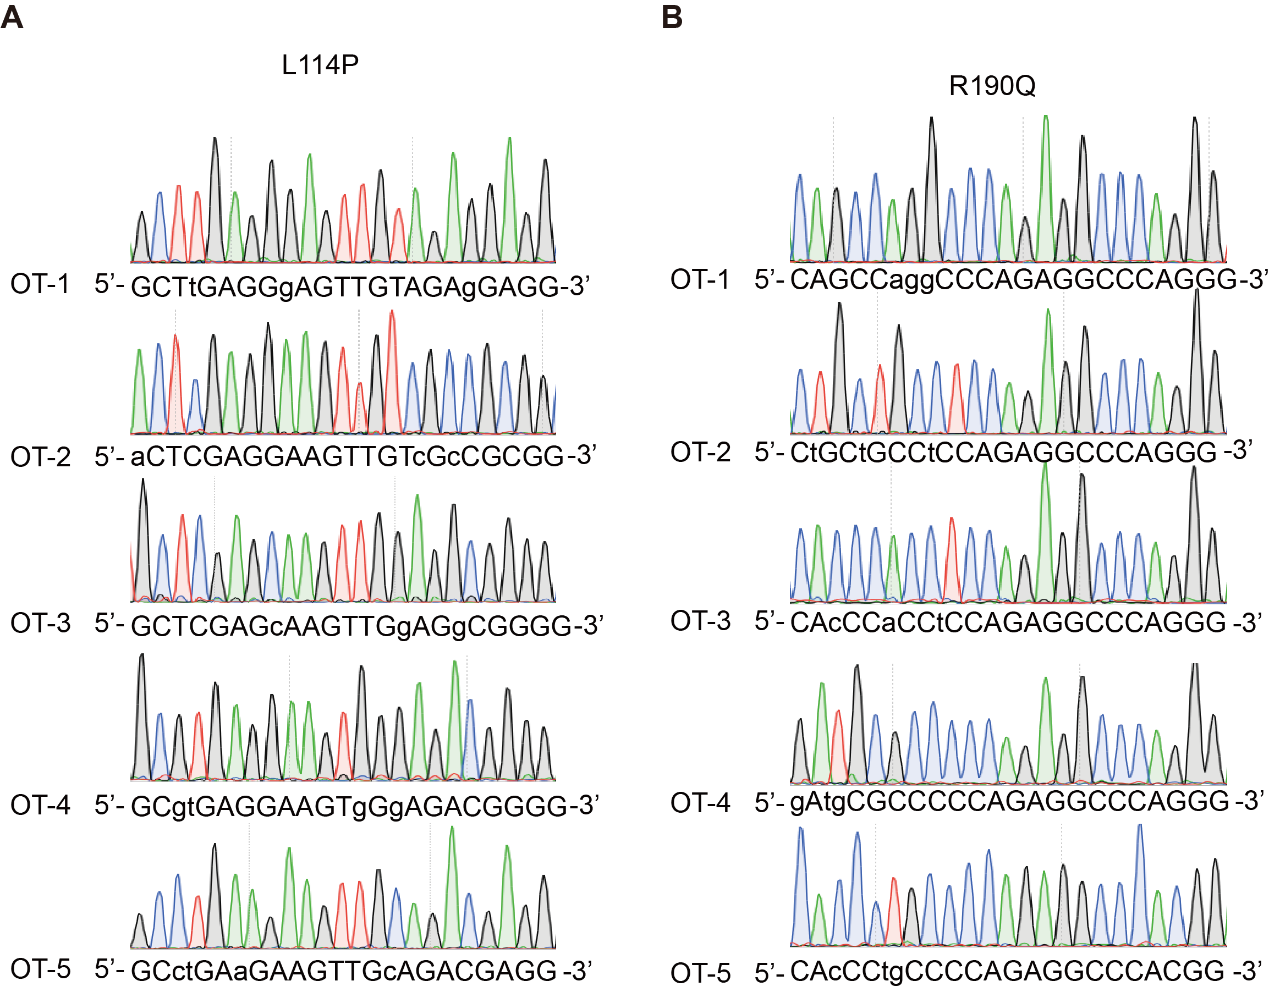 A
L114P
OT-1 5’-GCTtGAGGgAGTTGTAGAgGAGG-3’
OT-2 5’-aCTCGAGGAAGTTGTcGcCGCGG-3’
OT-3 5’-GCTCGAGcAAGTTGgAGgCGGGG-3’
OT-4 5’-GCgtGAGGAAGTgGgAGACGGGG-3’
OT-5 5’-GCctGAaGAAGTTGcAGACGAGG-3’
B
R190Q
OT-1 5’-CAGCCaggCCCAGAGGCCCAGGG-3’
OT-2 5’-CtGCtGCCtCCAGAGGCCCAGGG-3’
OT-3 5’-CAcCCaCCtCCAGAGGCCCAGGG-3’
OT-4 5’-gAtgCGCCCCCAGAGGCCCAGGG-3’
OT-5 5’-CAcCCtgCCCCAGAGGCCCACGG-3’